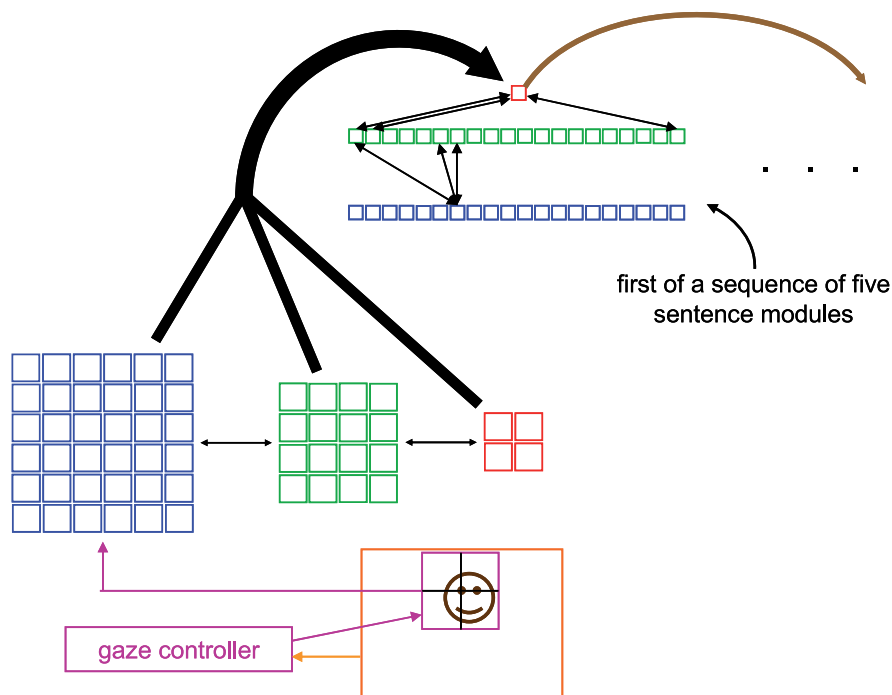 . . .
first of a sequence of five
sentence modules
gaze controller